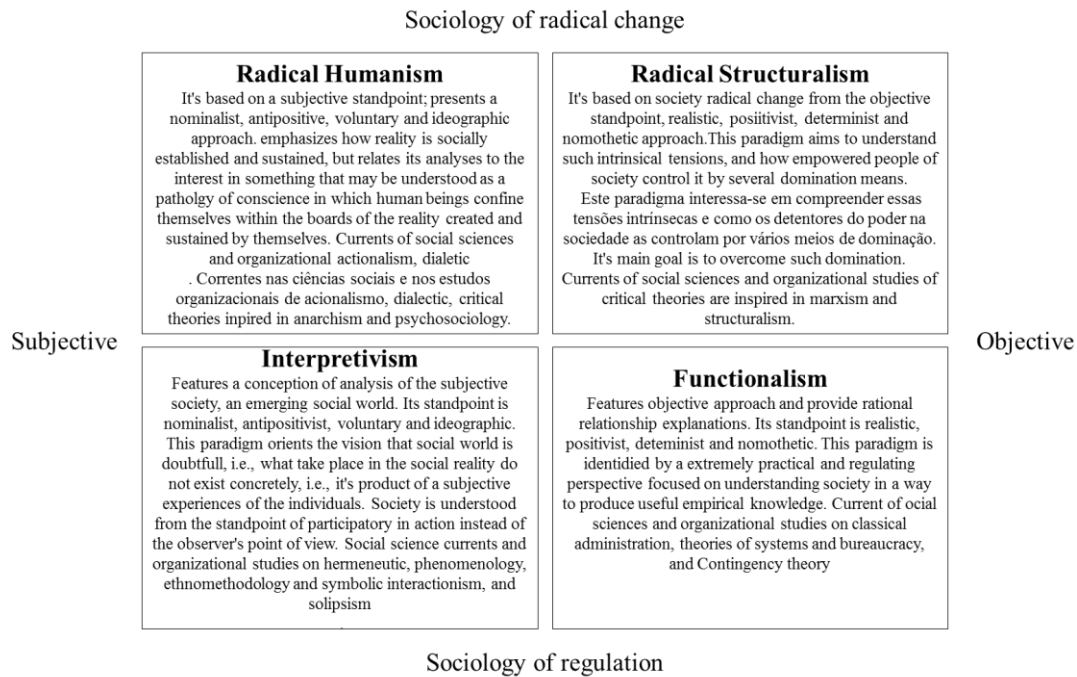 Sociology of radical change
Radical Humanism
It's based on a subjective standpoint; presents a
nominalist, antipositive, voluntary and ideographic
approach. emphasizes how reality is socially
established and sustained, but relates its analyses to the
interest in something that may be understood as a
patholgy of conscience in which human beings confine
themselves within the boards of the reality created and
sustained by themselves. Currents of social sciences
and organizational actionalism, dialetic
. Correntes nas ciências sociais e nos estudos
organizacionais de acionalismo, dialectic, critical
theories inpired in anarchism and psychosociology.
Radical Structuralism
It's based on society radical change from the objective
standpoint, realistic, posiitivist, determinist and
nomothetic approach.This paradigm aims to understand
such intrinsical tensions, and how empowered people of
society control it by several domination means.
Este paradigma interessa-se em compreender essas
tensões intrínsecas e como os detentores do poder na
sociedade as controlam por vários meios de dominação.
It's main goal is to overcome such domination.
Currents of social sciences and organizational studies of
critical theories are inspired in marxism and
structuralism.
Subjective
Objective
Interpretivism
Features a conception of analysis of the subjective
society, an emerging social world. Its standpoint is
nominalist, antipositivist, voluntary and ideographic.
This paradigm orients the vision that social world is
doubtfull, i.e., what take place in the social reality do
not exist concretely, i.e., it's product of a subjective
experiences of the individuals. Society is understood
from the standpoint of participatory in action instead of
the observer's point of view. Social science currents and
organizational studies on hermeneutic, phenomenology,
ethnomethodology and symbolic interactionism, and
solipsism
.
Functionalism
Features objective approach and provide rational
relationship explanations. Its standpoint is realistic,
positivist, deteminist and nomothetic. This paradigm is
identidied by a extremely practical and regulating
perspective focused on understanding society in a way
to produce useful empirical knowledge. Current of ocial
sciences and organizational studies on classical
administration, theories of systems and bureaucracy,
and Contingency theory
Sociology of regulation